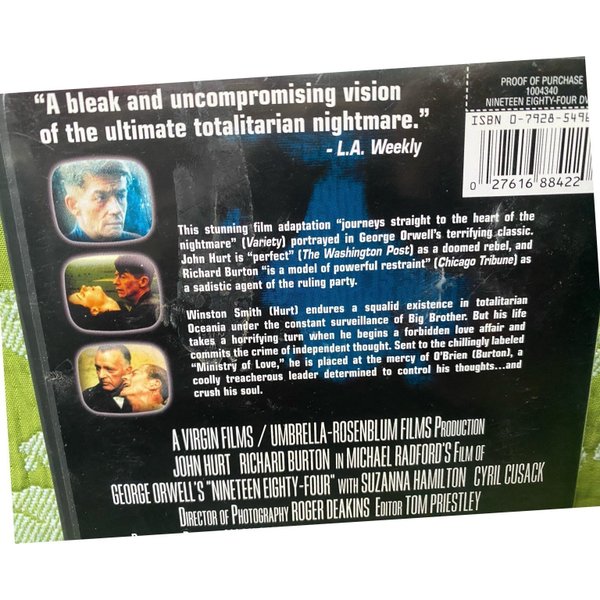 "A bleak and uncompromising vision
of the ultimate totalitarian nightmare."
- L.A. Weekly
PROOF OF PURCHASE
1004340
NINETEEN EIGHTY-FOUR
ISBN 0-7928-549
0 27616 88422
This stunning film adaptation "journeys straight to the heart of the
nightmare" (Variety) portrayed in George Orwell's terrifying classic.
John Hurt is "perfect" (The Washington Post) as a doomed rebel, and
Richard Burton "is a model of powerful restraint" (Chicago Tribune) as
a sadistic agent of the ruling party.
Winston Smith (Hurt) endures a squalid existence in totalitarian
Oceania under the constant surveillance of Big Brother. But his life
takes a horrifying turn when he begins a forbidden love affair and
commits the crime of independent thought. Sent to the chillingly labeled
"Ministry of Love," he is placed at the mercy of O'Brien (Burton), a
coolly treacherous leader determined to control his thoughts...and
crush his soul.
A VIRGIN FILMS / UMBRELLA-ROSENBLUM FILMS PRODUCTION
JOHN HURT RICHARD BURTON IN MICHAEL RADFORD'S FILM OF
GEORGE ORWELL'S "NINETEEN EIGHTY-FOUR" WITH SUZANNA HAMILTON CYRIL CUSACK
DIRECTOR OF PHOTOGRAPHY ROGER DEAKINS EDITOR TOM PRIESTLEY